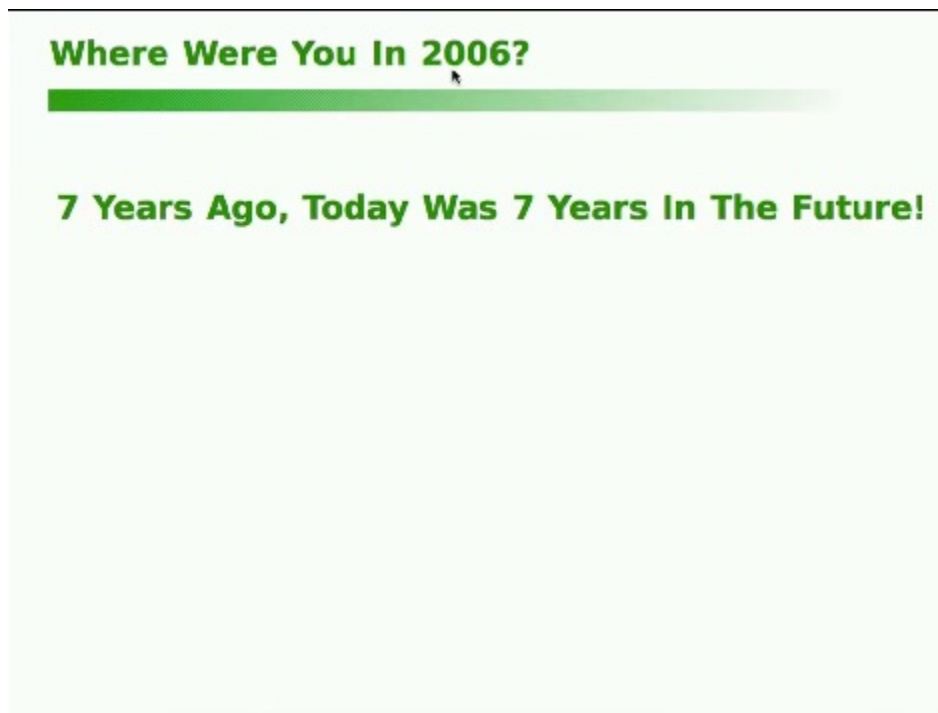 Where Were You In 2006?
7 Years Ago, Today Was 7 Years In The Future!